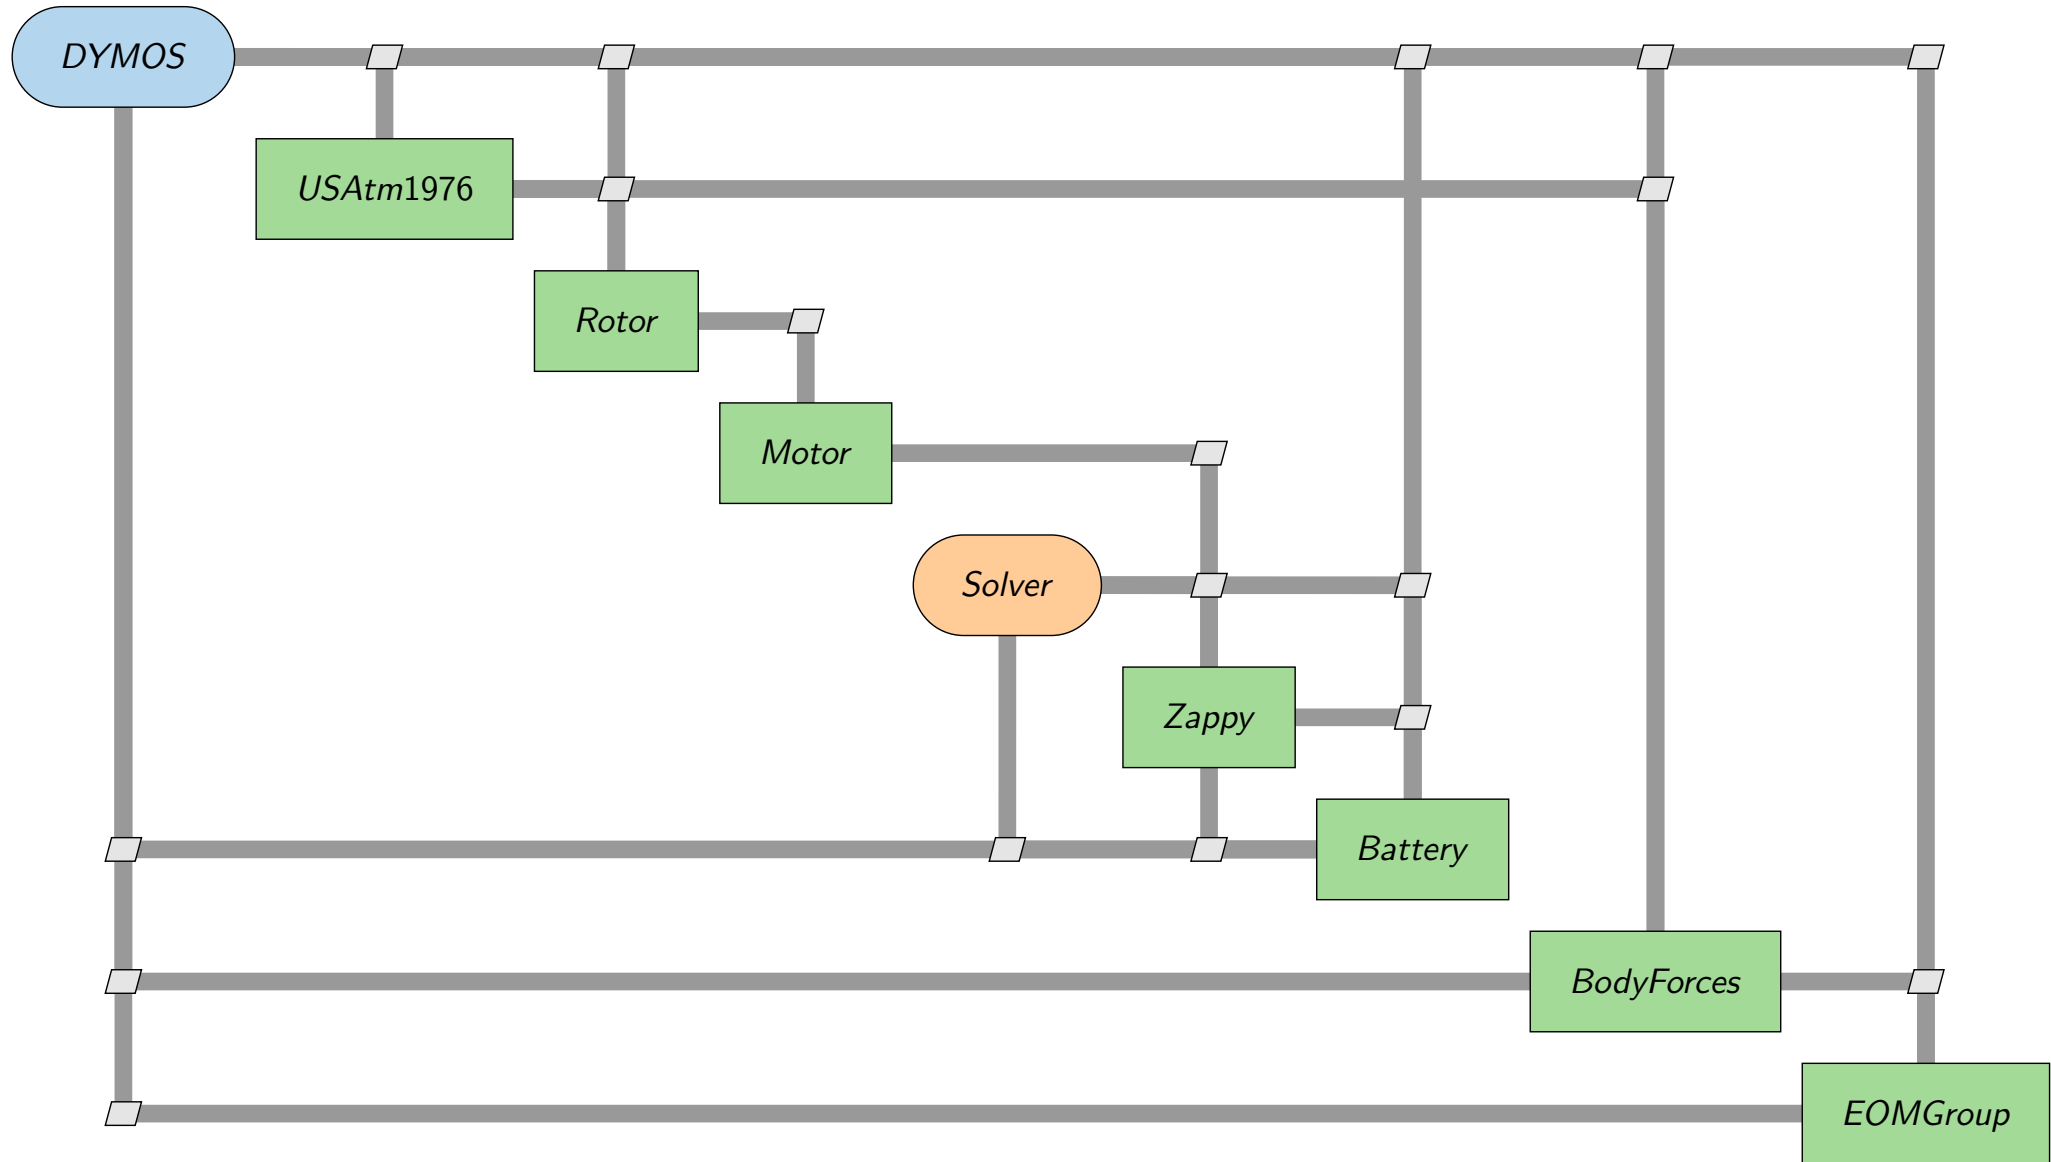 DYMOS
USAtm1976
Rotor
Motor
Solver
Zappy
Battery
BodyForces
EOMGroup